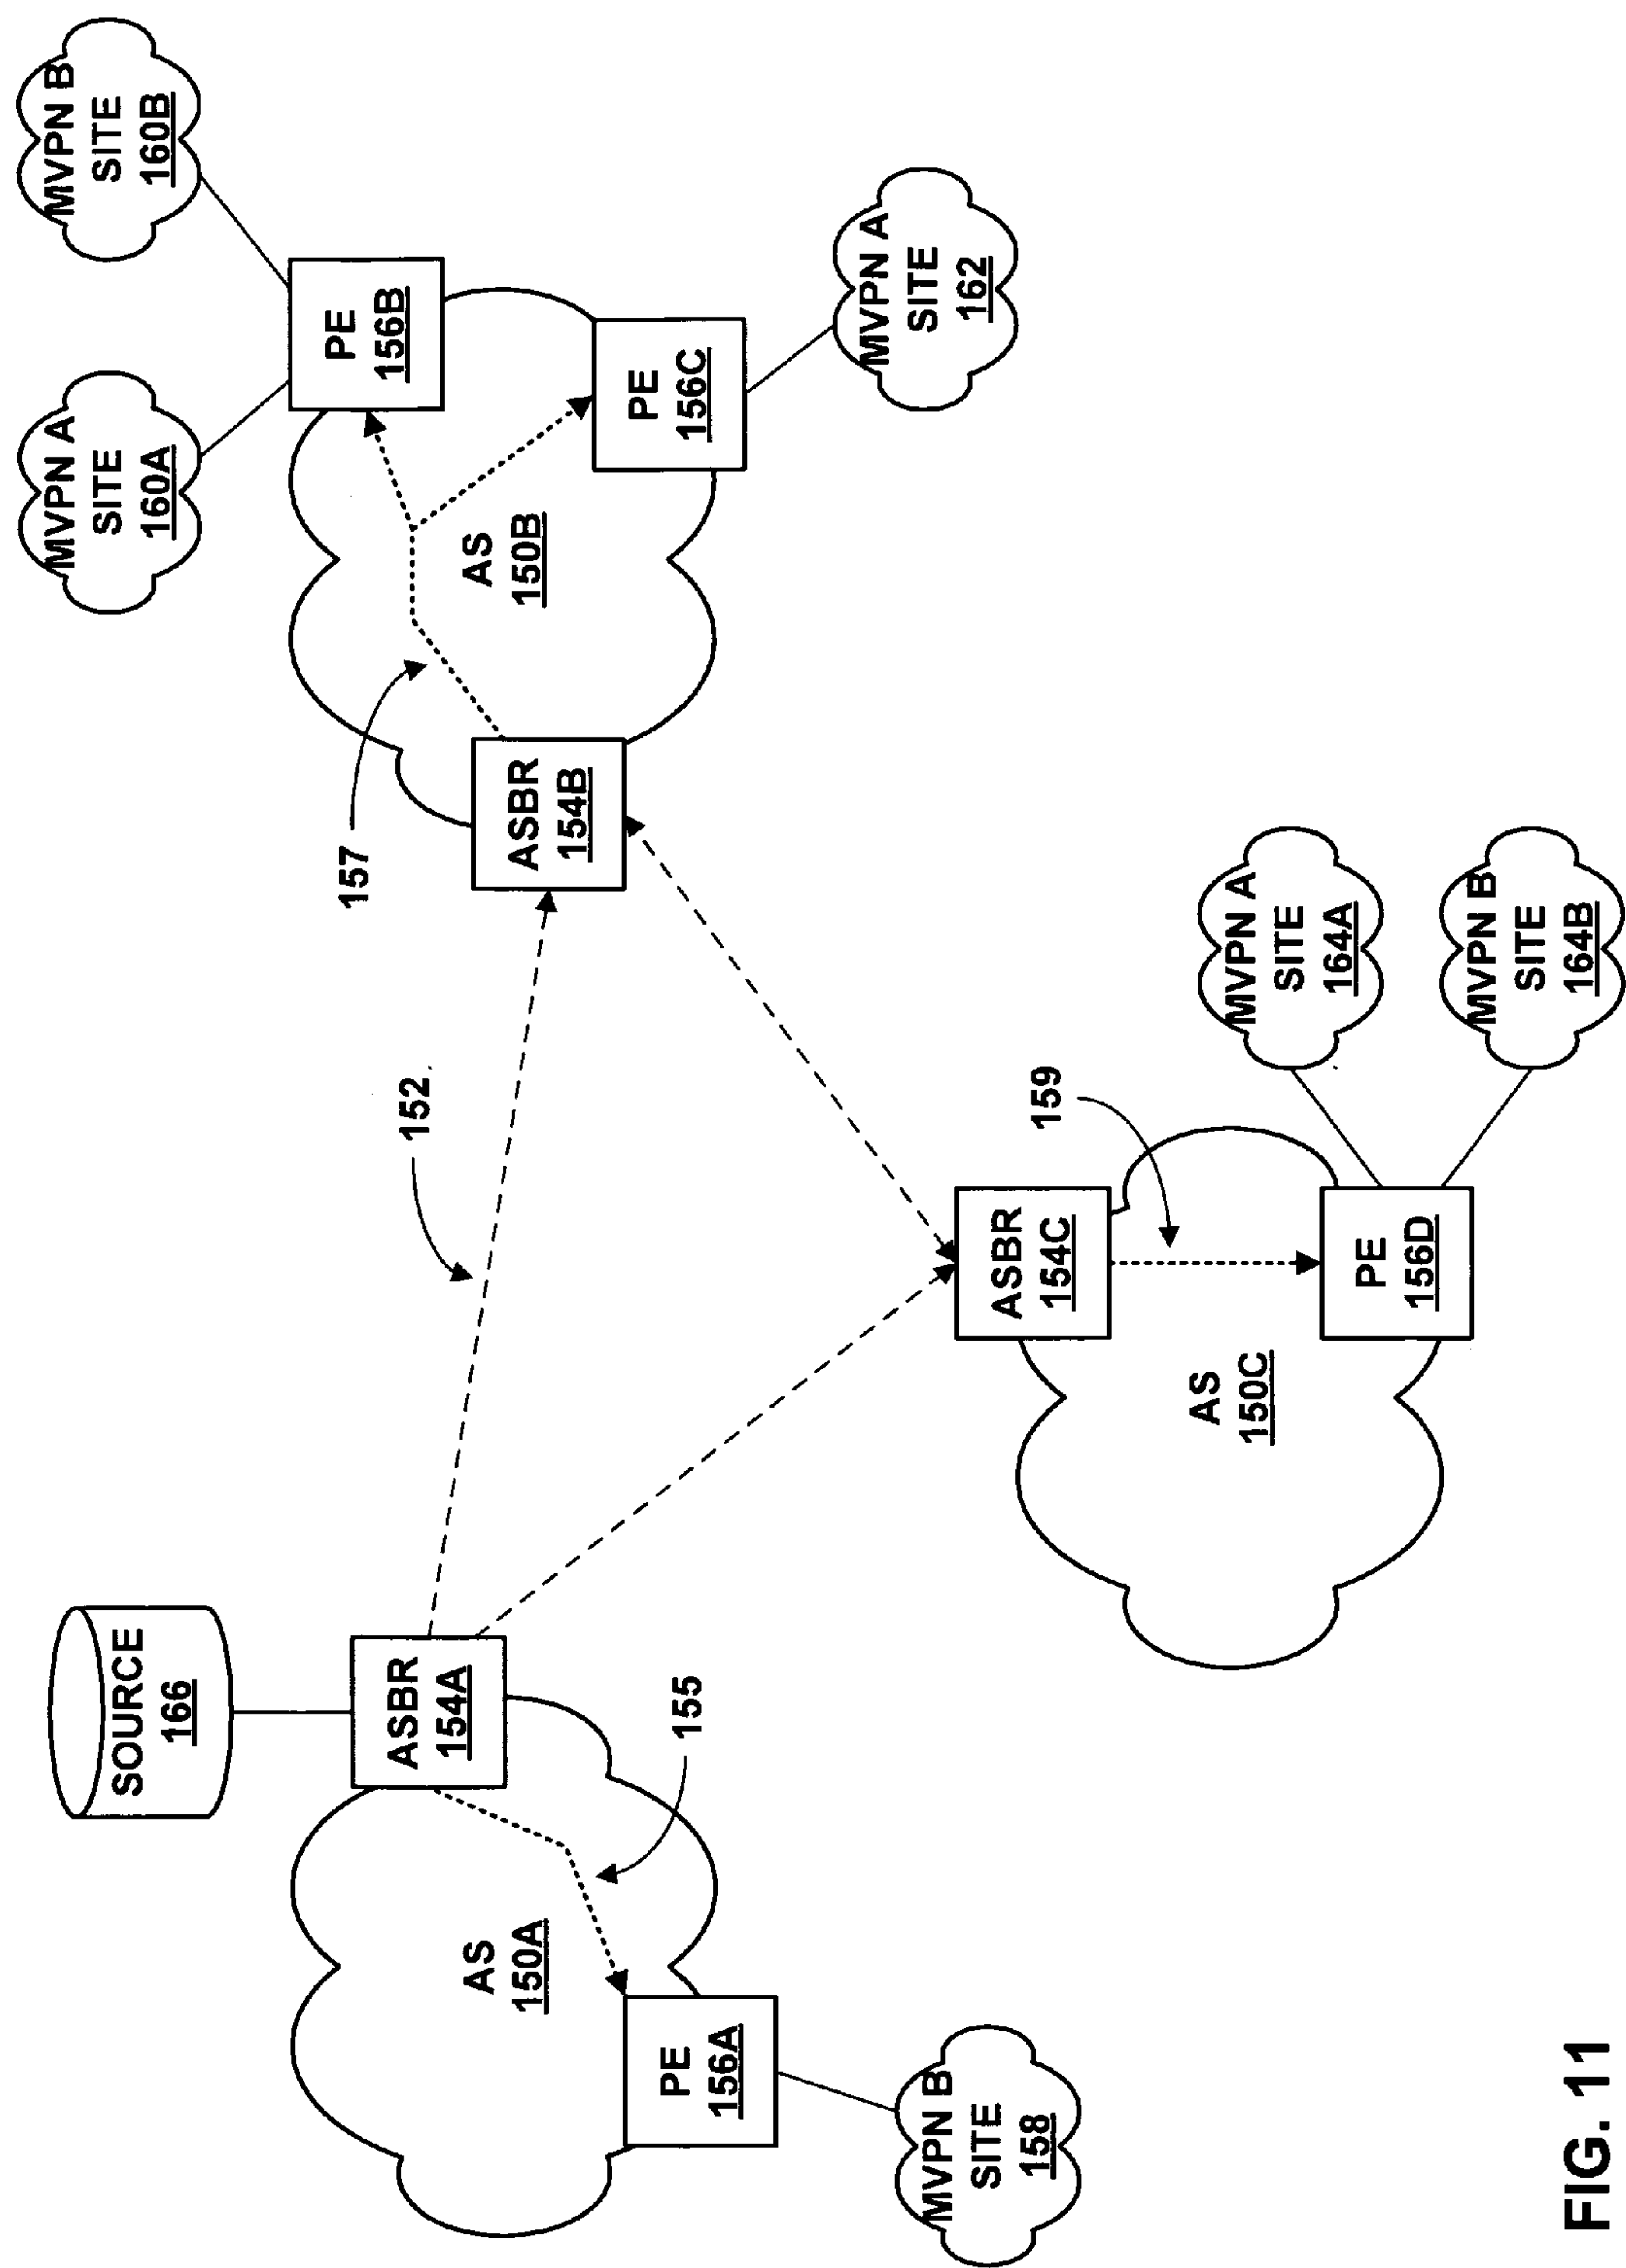 SOURCE
166
ASBR
154A
AS
150A
155
PE
156A
MVPN B
SITE
158
152
157
ASBR
154B
AS
150B
PE
156B
PE
156C
MVPN A
SITE
160A
MVPN B
SITE
160B
MVPN A
SITE
162
ASBR
154C
159
AS
150C
PE
156D
MVPN A
SITE
164A
MVPN B
SITE
164B
FIG. 11